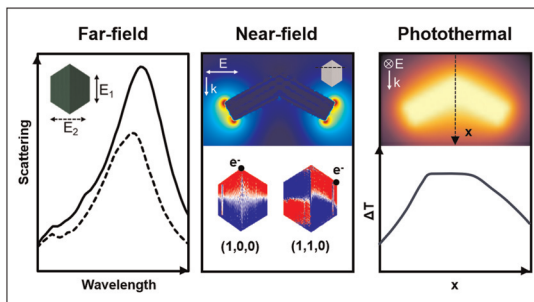 Far-field
Near-field
Photothermal
Scattering
E₁
E₂
Wavelength
E
k
e-
e-
(1,0,0)
(1,1,0)
⊗E
k
x
ΔT
x